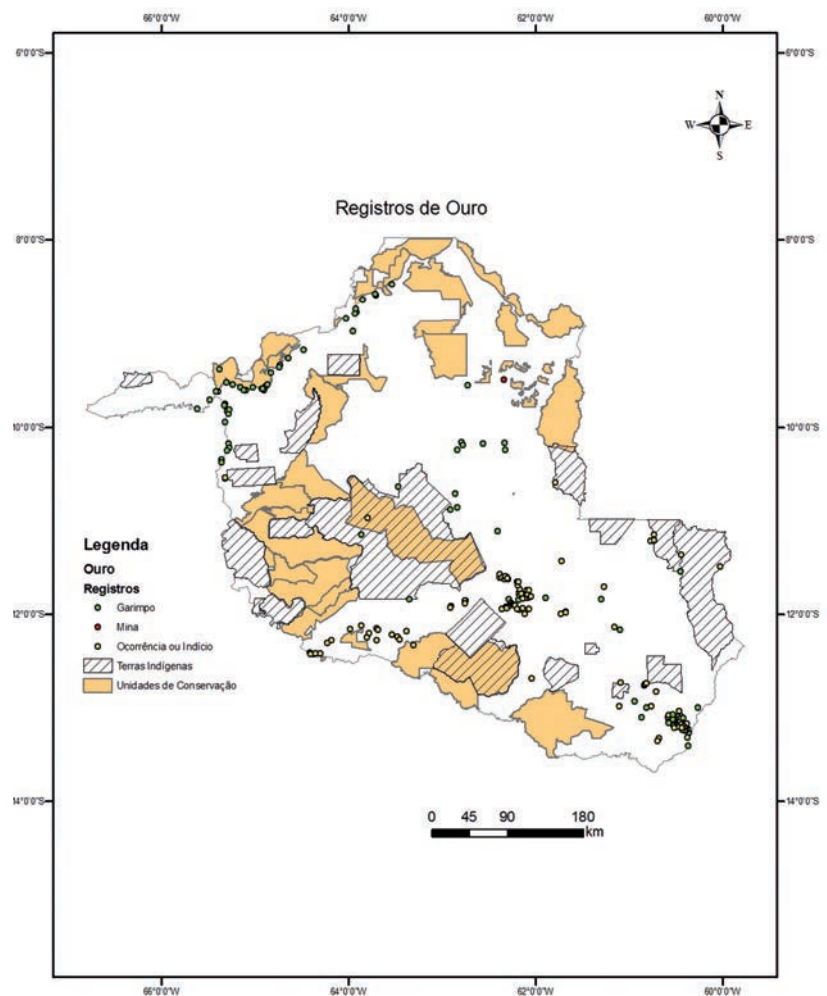 66°0'0"W 64°0'0"W 62°0'0"W 60°0'0"W
6°0'0"S 6°0'0"S
N
W E
S
Registros de Ouro
8°0'0"S 8°0'0"S
10°0'0"S 10°0'0"S
Legenda
Ouro
Registros
Garimpo
Mina
Ocorrência ou Indício
Terras Indígenas
Unidades de Conservação
12°0'0"S 12°0'0"S
14°0'0"S 14°0'0"S
0 45 90 180
km
66°0'0"W 64°0'0"W 62°0'0"W 60°0'0"W